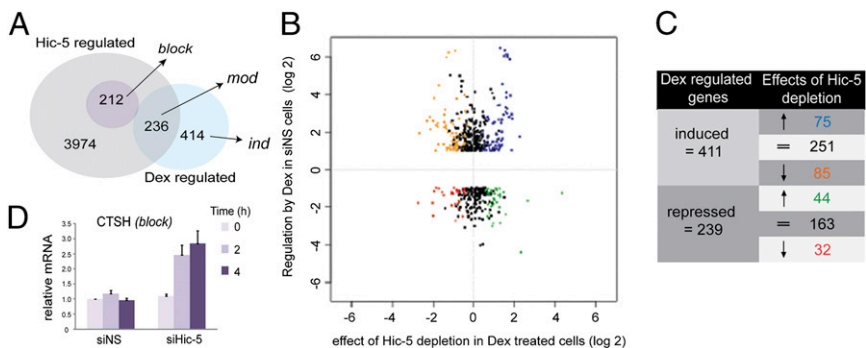 A
Hic-5 regulated
block
212
mod
236
3974
414
ind
Dex regulated
D
CTSH (block)
Time (h)
0
2
4
relative mRNA
3.5
3.0
2.5
2.0
1.5
1.0
0.5
0.0
siNS
siHic-5
B
Regulation by Dex in siNS cells (log 2)
6
4
2
0
-2
-4
-6
-6
-4
-2
0
2
4
6
effect of Hic-5 depletion in Dex treated cells (log 2)
C
Dex regulated genes
Effects of Hic-5 depletion
induced
= 411
↑ 75
= 251
↓ 85
repressed
= 239
↑ 44
= 163
↓ 32